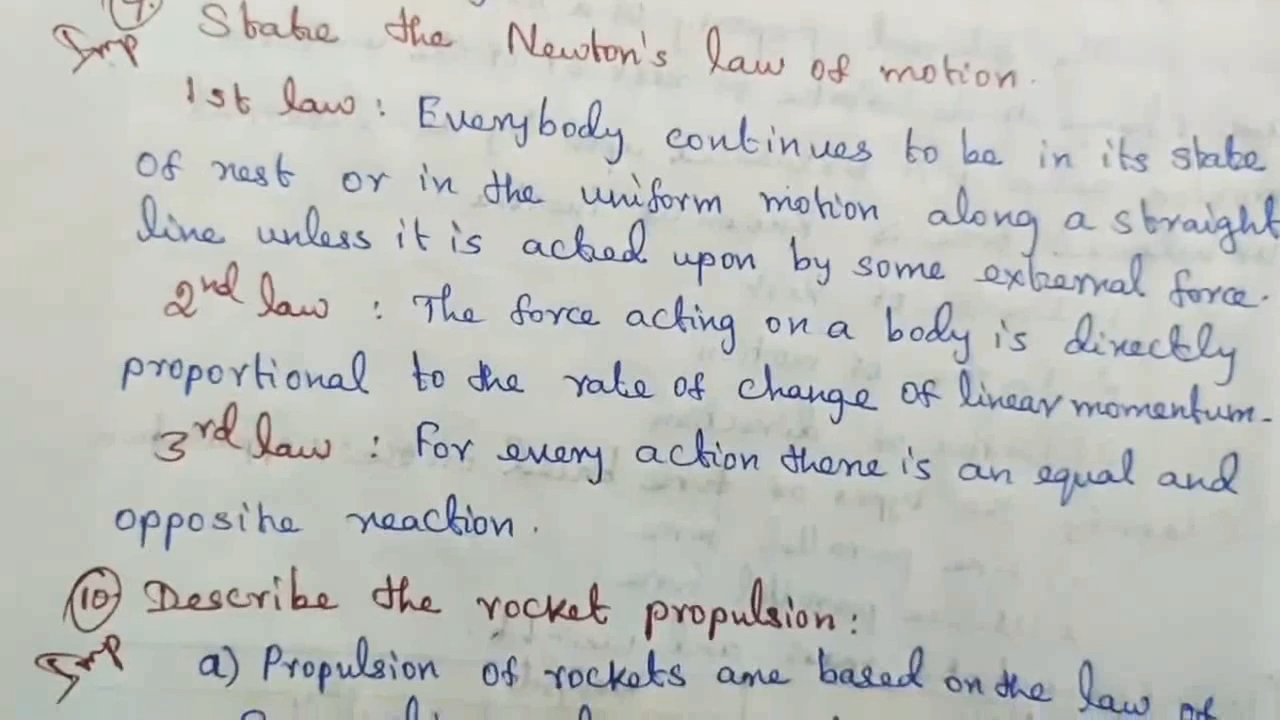 9.
Imp State the Newton's law of motion.
1st law : Everybody continues to be in its state
of rest or in the uniform motion along a straight
line unless it is acted upon by some external force.
2nd law : The force acting on a body is directly
proportional to the rate of change of linear momentum.
3rd law : For every action there is an equal and
opposite reaction.
10 Describe the rocket propulsion :
Imp a) Propulsion of rockets are based on the law of